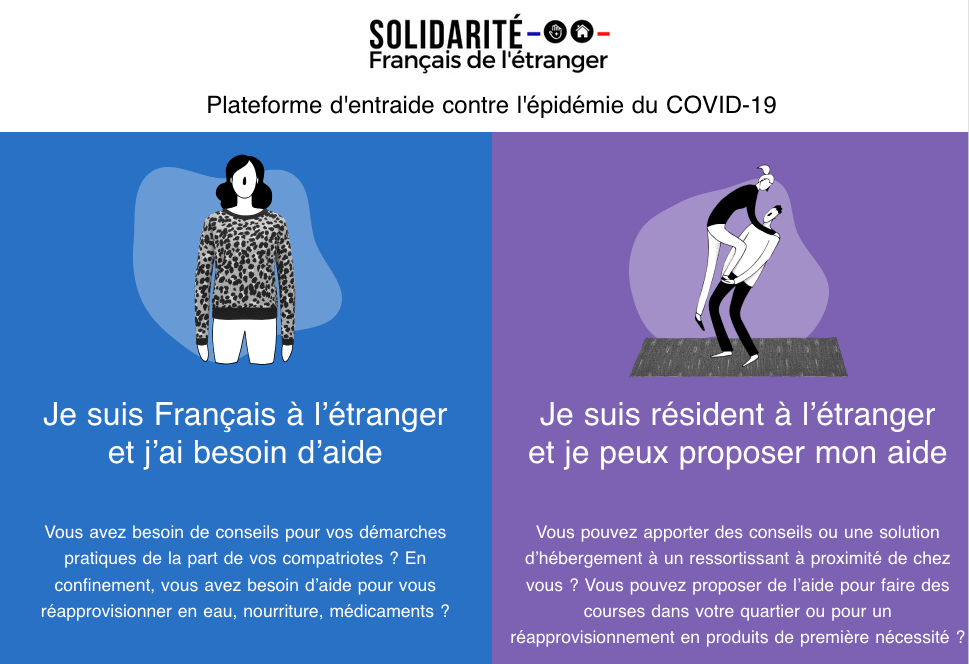 SOLIDARITÉ
Français de l'étranger
Plateforme d'entraide contre l'épidémie du COVID-19
Je suis Français à l’étranger
et j’ai besoin d’aide
Vous avez besoin de conseils pour vos démarches
pratiques de la part de vos compatriotes ? En
confinement, vous avez besoin d’aide pour vous
réapprovisionner en eau, nourriture, médicaments ?
Je suis résident à l’étranger
et je peux proposer mon aide
Vous pouvez apporter des conseils ou une solution
d’hébergement à un ressortissant à proximité de chez
vous ? Vous pouvez proposer de l’aide pour faire des
courses dans votre quartier ou pour un
réapprovisionnement en produits de première nécessité ?